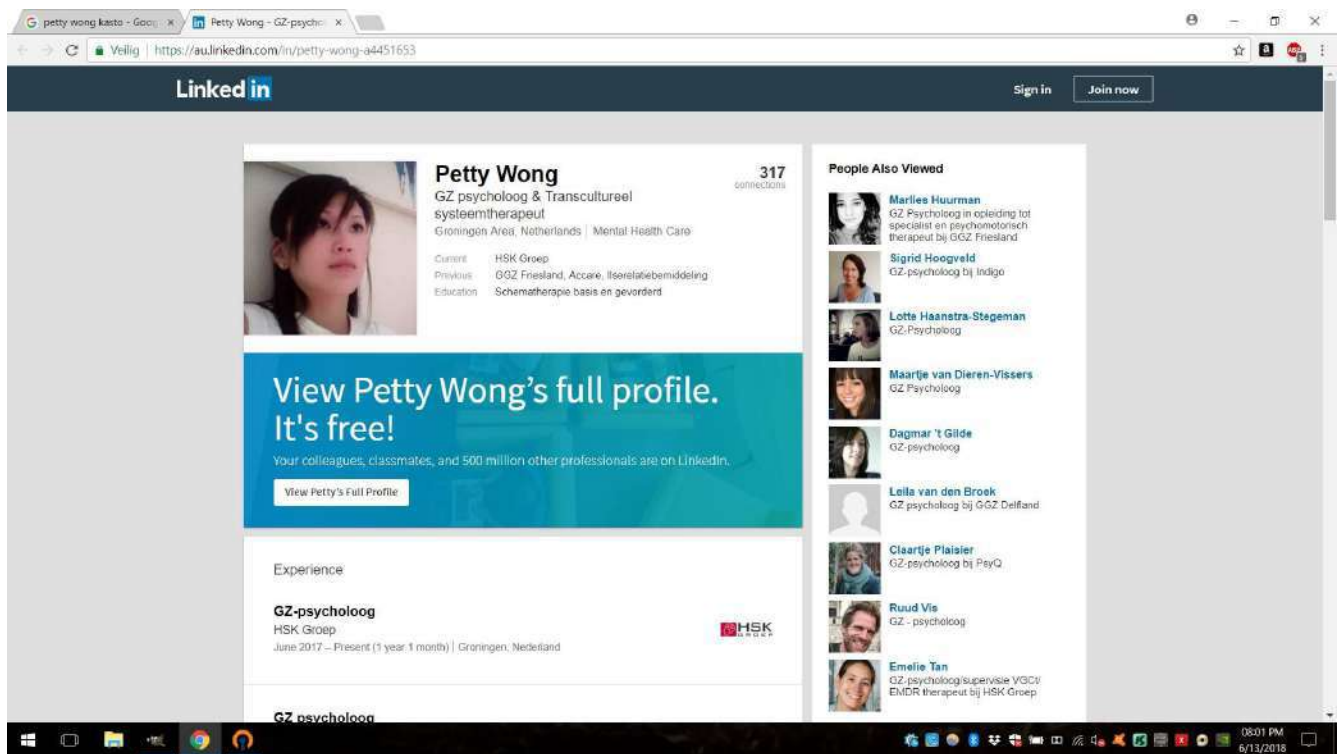 petty wong kasto - Goog
Petty Wong - GZ-psycho
Veilig
https://au.linkedin.com/in/petty-wong-a4451653
Linked in
Sign in
Join now
Petty Wong
317
connections
GZ psycholoog & Transcultureel
systeemtherapeut
Groningen Area, Netherlands | Mental Health Care
Current HSK Groep
Previous GGZ Friesland, Accare, Ilserelatiebemiddeling
Education Schematherapie basis en gevorderd
View Petty Wong's full profile.
It's free!
Your colleagues, classmates, and 500 million other professionals are on LinkedIn.
View Petty's Full Profile
Experience
GZ-psycholoog
HSK Groep
June 2017 – Present (1 year 1 month) | Groningen, Nederland
HSK
GROEP
GZ psycholoog
People Also Viewed
Marlies Huurman
GZ Psycholoog in opleiding tot
specialist en psychomotorisch
therapeut bij GGZ Friesland
Sigrid Hoogveld
GZ-psycholoog bij Indigo
Lotte Haanstra-Stegeman
GZ-Psycholoog
Maartje van Dieren-Vissers
GZ Psycholoog
Dagmar 't Gilde
GZ-psycholoog
Leila van den Broek
GZ psycholoog bij GGZ Delfland
Claartje Plaisier
GZ-psycholoog bij PsyQ
Ruud Vis
GZ - psycholoog
Emelie Tan
GZ-psycholoog/supervisie VGCt/
EMDR therapeut bij HSK Groep
08:01 PM
6/13/2018